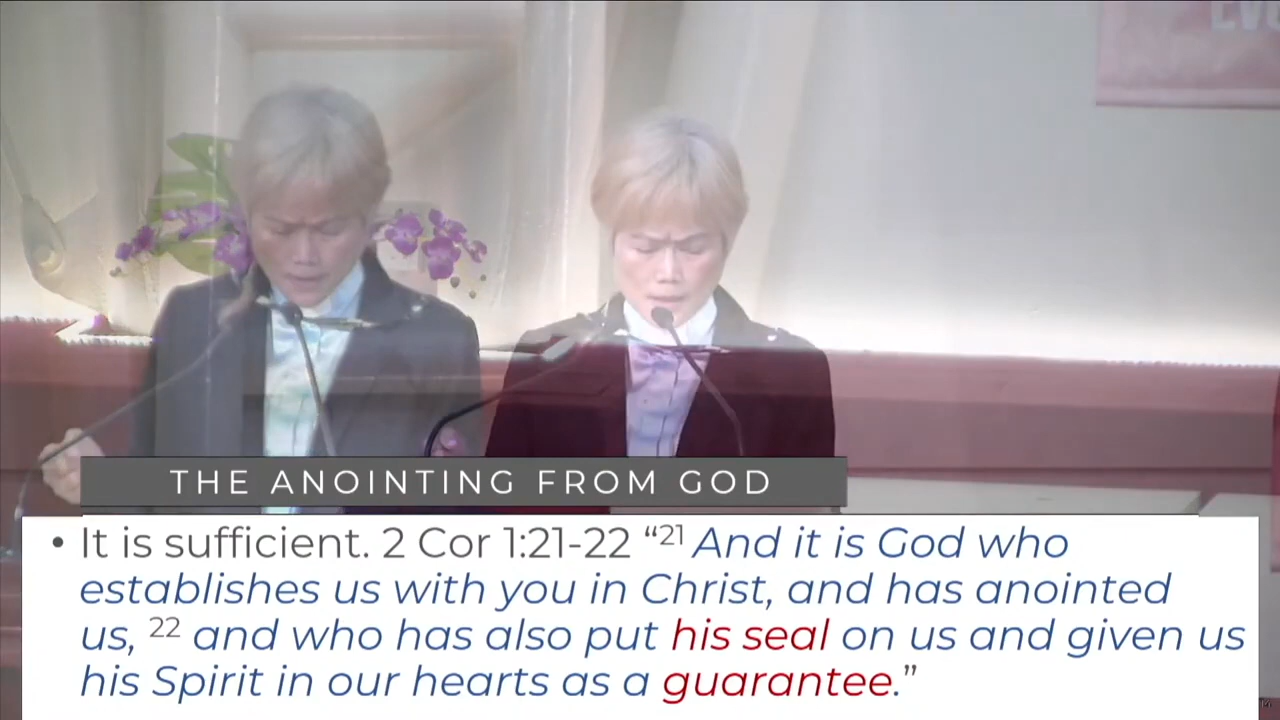 THE ANOINTING FROM GOD
• It is sufficient. 2 Cor 1:21-22 “21 And it is God who
establishes us with you in Christ, and has anointed
us, 22 and who has also put his seal on us and given us
his Spirit in our hearts as a guarantee.”